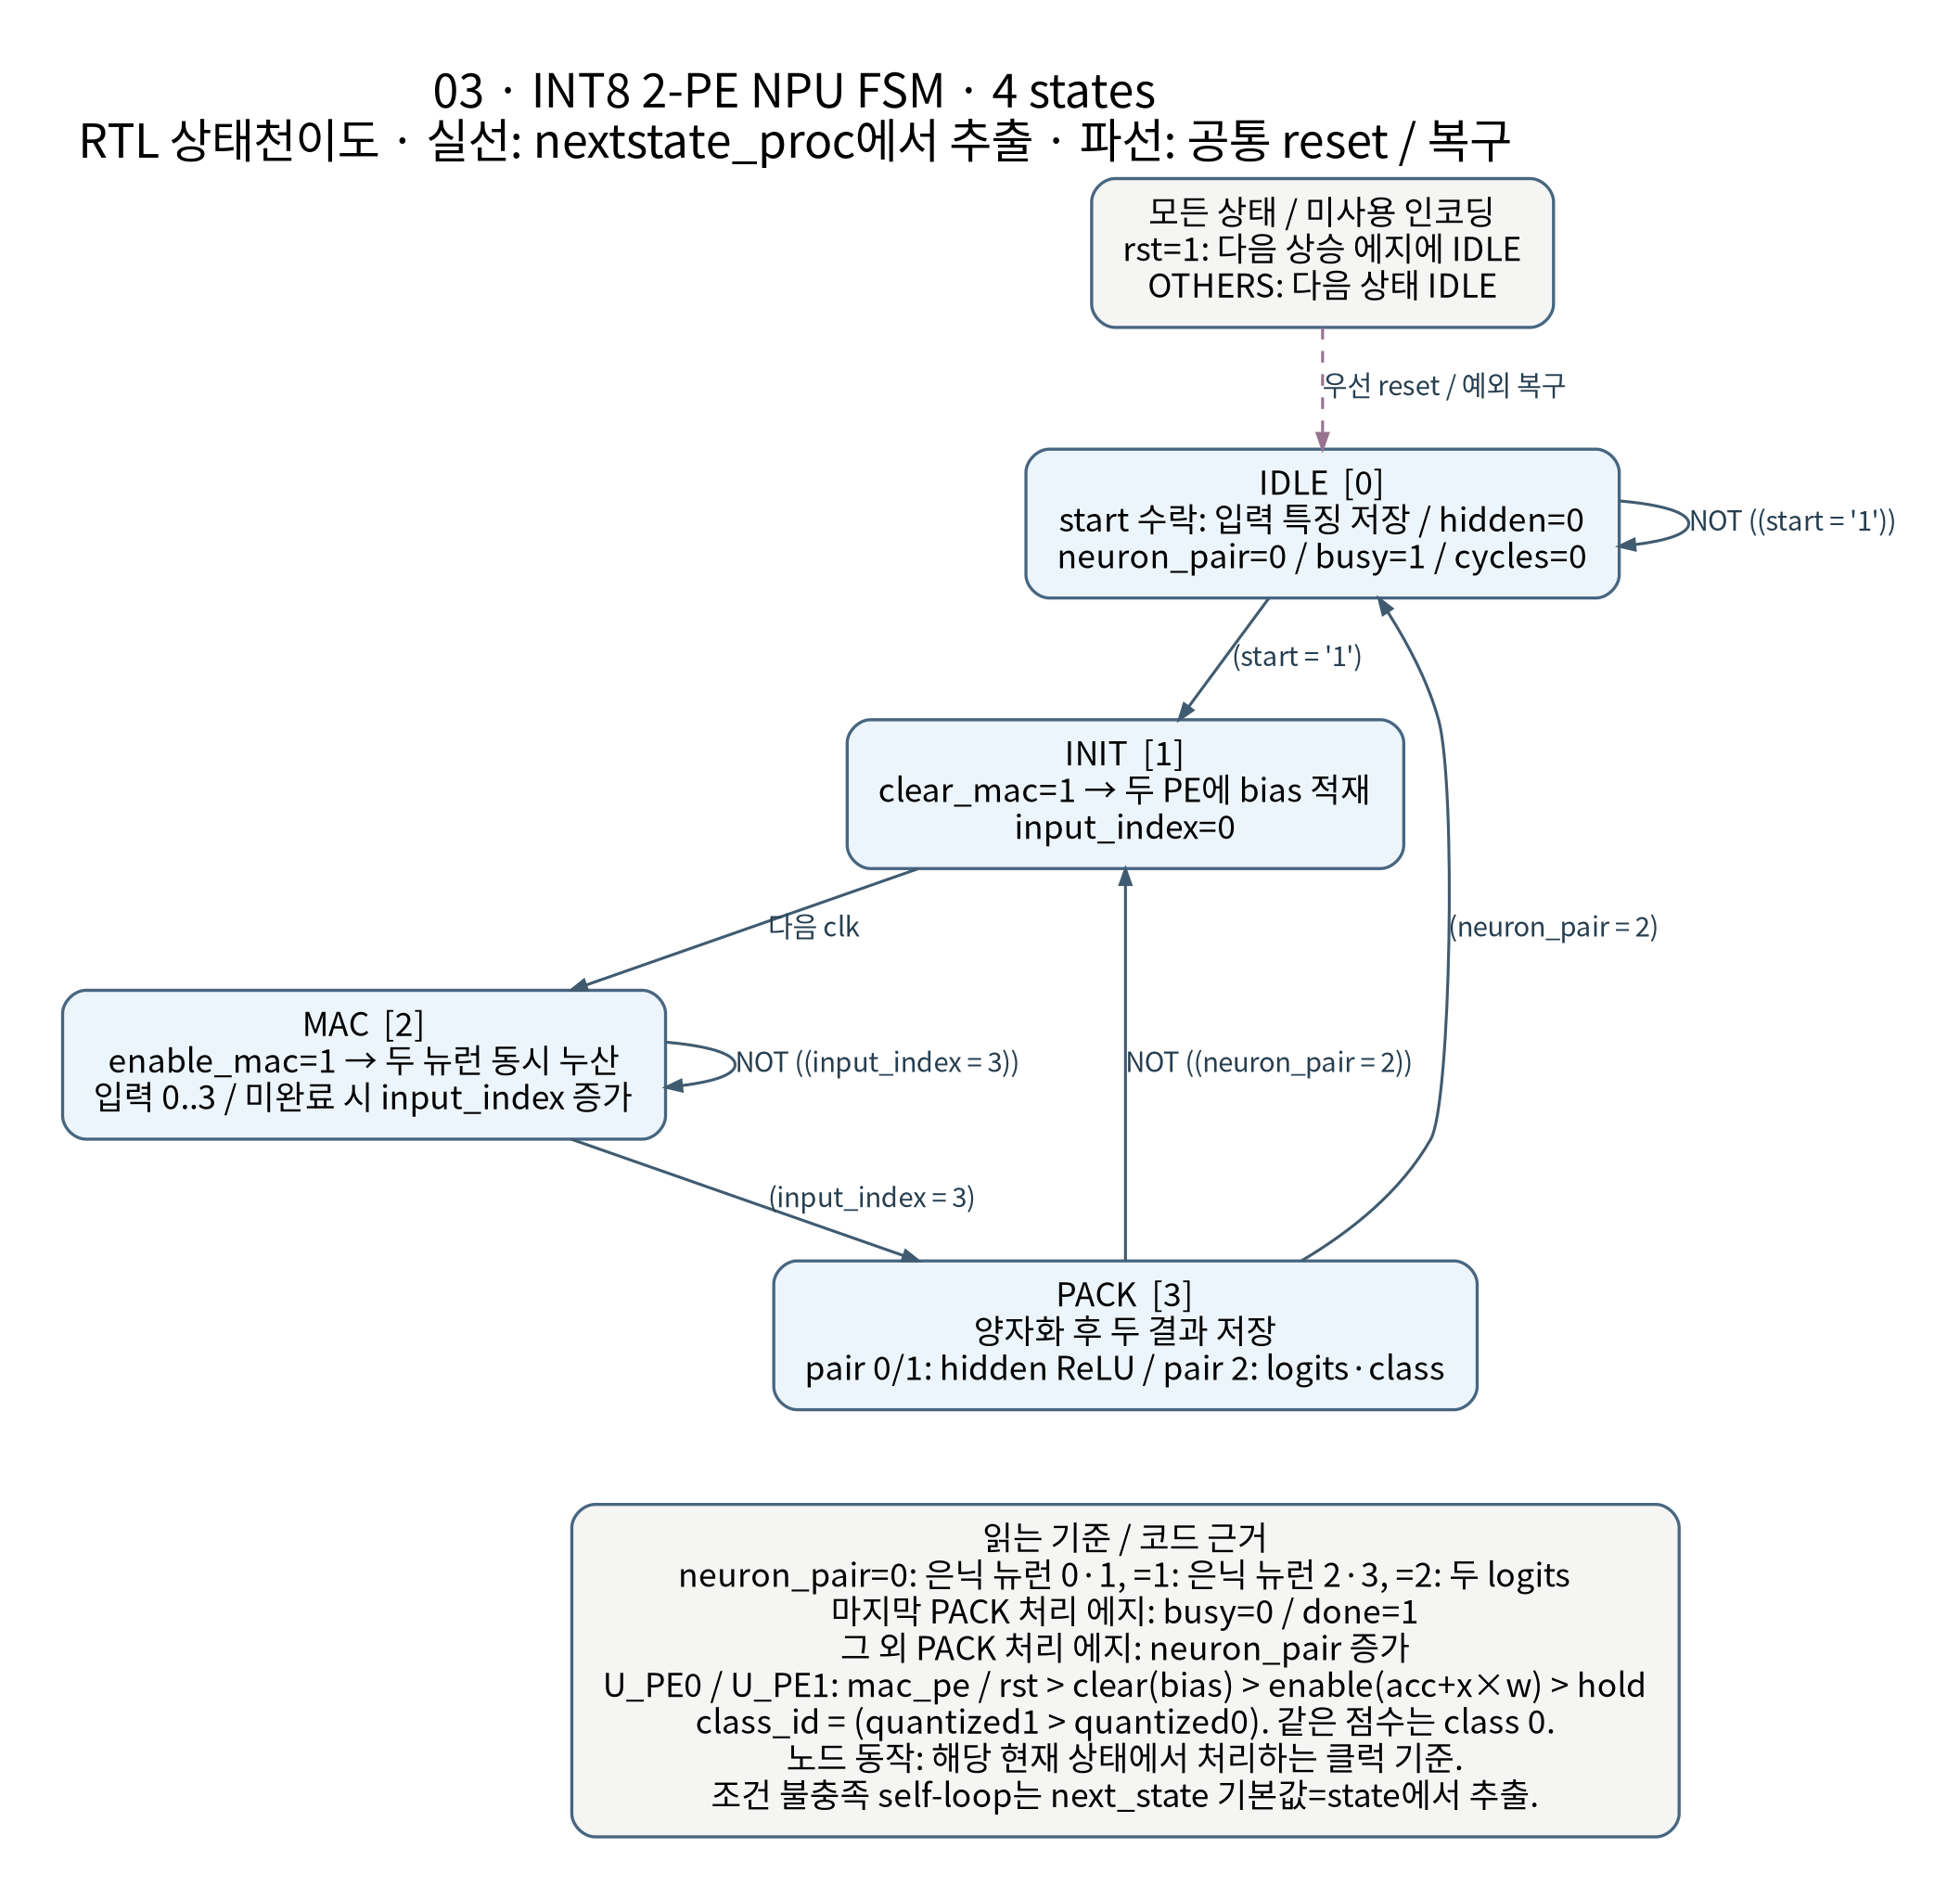 03 · INT8 2-PE NPU FSM · 4 states
RTL 상태천이도 · 실선: nextstate_proc에서 추출 · 파선: 공통 reset / 복구
모든 상태 / 미사용 인코딩
rst=1: 다음 상승 에지에 IDLE
OTHERS: 다음 상태 IDLE
우선 reset / 예외 복구
IDLE [0]
start 수락: 입력 특징 저장 / hidden=0
neuron_pair=0 / busy=1 / cycles=0
NOT ((start = '1'))
(start = '1')
INIT [1]
clear_mac=1 → 두 PE에 bias 적재
input_index=0
다음 clk
(neuron_pair = 2)
MAC [2]
enable_mac=1 → 두 뉴런 동시 누산
입력 0..3 / 미완료 시 input_index 증가
NOT ((input_index = 3))
NOT ((neuron_pair = 2))
(input_index = 3)
PACK [3]
양자화 후 두 결과 저장
pair 0/1: hidden ReLU / pair 2: logits·class
읽는 기준 / 코드 근거
neuron_pair=0: 은닉 뉴런 0·1, =1: 은닉 뉴런 2·3, =2: 두 logits
마지막 PACK 처리 에지: busy=0 / done=1
그 외 PACK 처리 에지: neuron_pair 증가
U_PE0 / U_PE1: mac_pe / rst > clear(bias) > enable(acc+x×w) > hold
class_id = (quantized1 > quantized0). 같은 점수는 class 0.
노드 동작: 해당 현재 상태에서 처리하는 클럭 기준.
조건 불충족 self-loop는 next_state 기본값=state에서 추출.